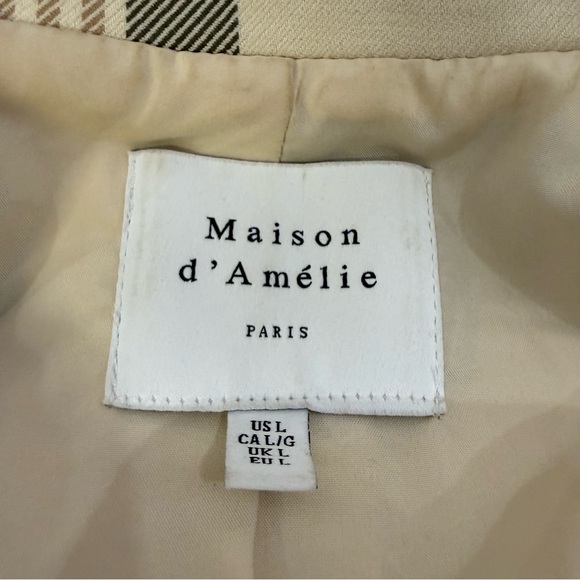 Maison
d'Amélie
PARIS
US L
CA L/G
UK L
EU L